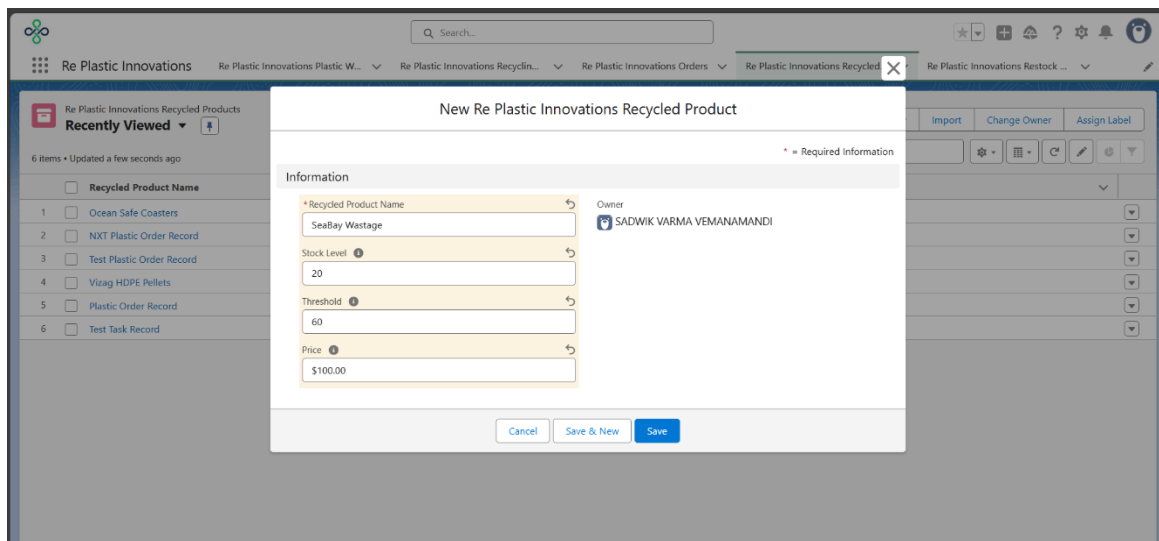 Search...
Re Plastic Innovations Re Plastic Innovations Plastic W... Re Plastic Innovations Recyclin... Re Plastic Innovations Orders Re Plastic Innovations Recycled Re Plastic Innovations Restock ...
Re Plastic Innovations Recycled Products
Recently Viewed
Import Change Owner Assign Label
6 items • Updated a few seconds ago
Recycled Product Name
1 Ocean Safe Coasters
2 NXT Plastic Order Record
3 Test Plastic Order Record
4 Vizag HDPE Pellets
5 Plastic Order Record
6 Test Task Record
New Re Plastic Innovations Recycled Product
* = Required Information
Information
*Recycled Product Name
SeaBay Wastage
Owner
SADWIK VARMA VEMANAMANDI
Stock Level
20
Threshold
60
Price
$100.00
Cancel Save & New Save